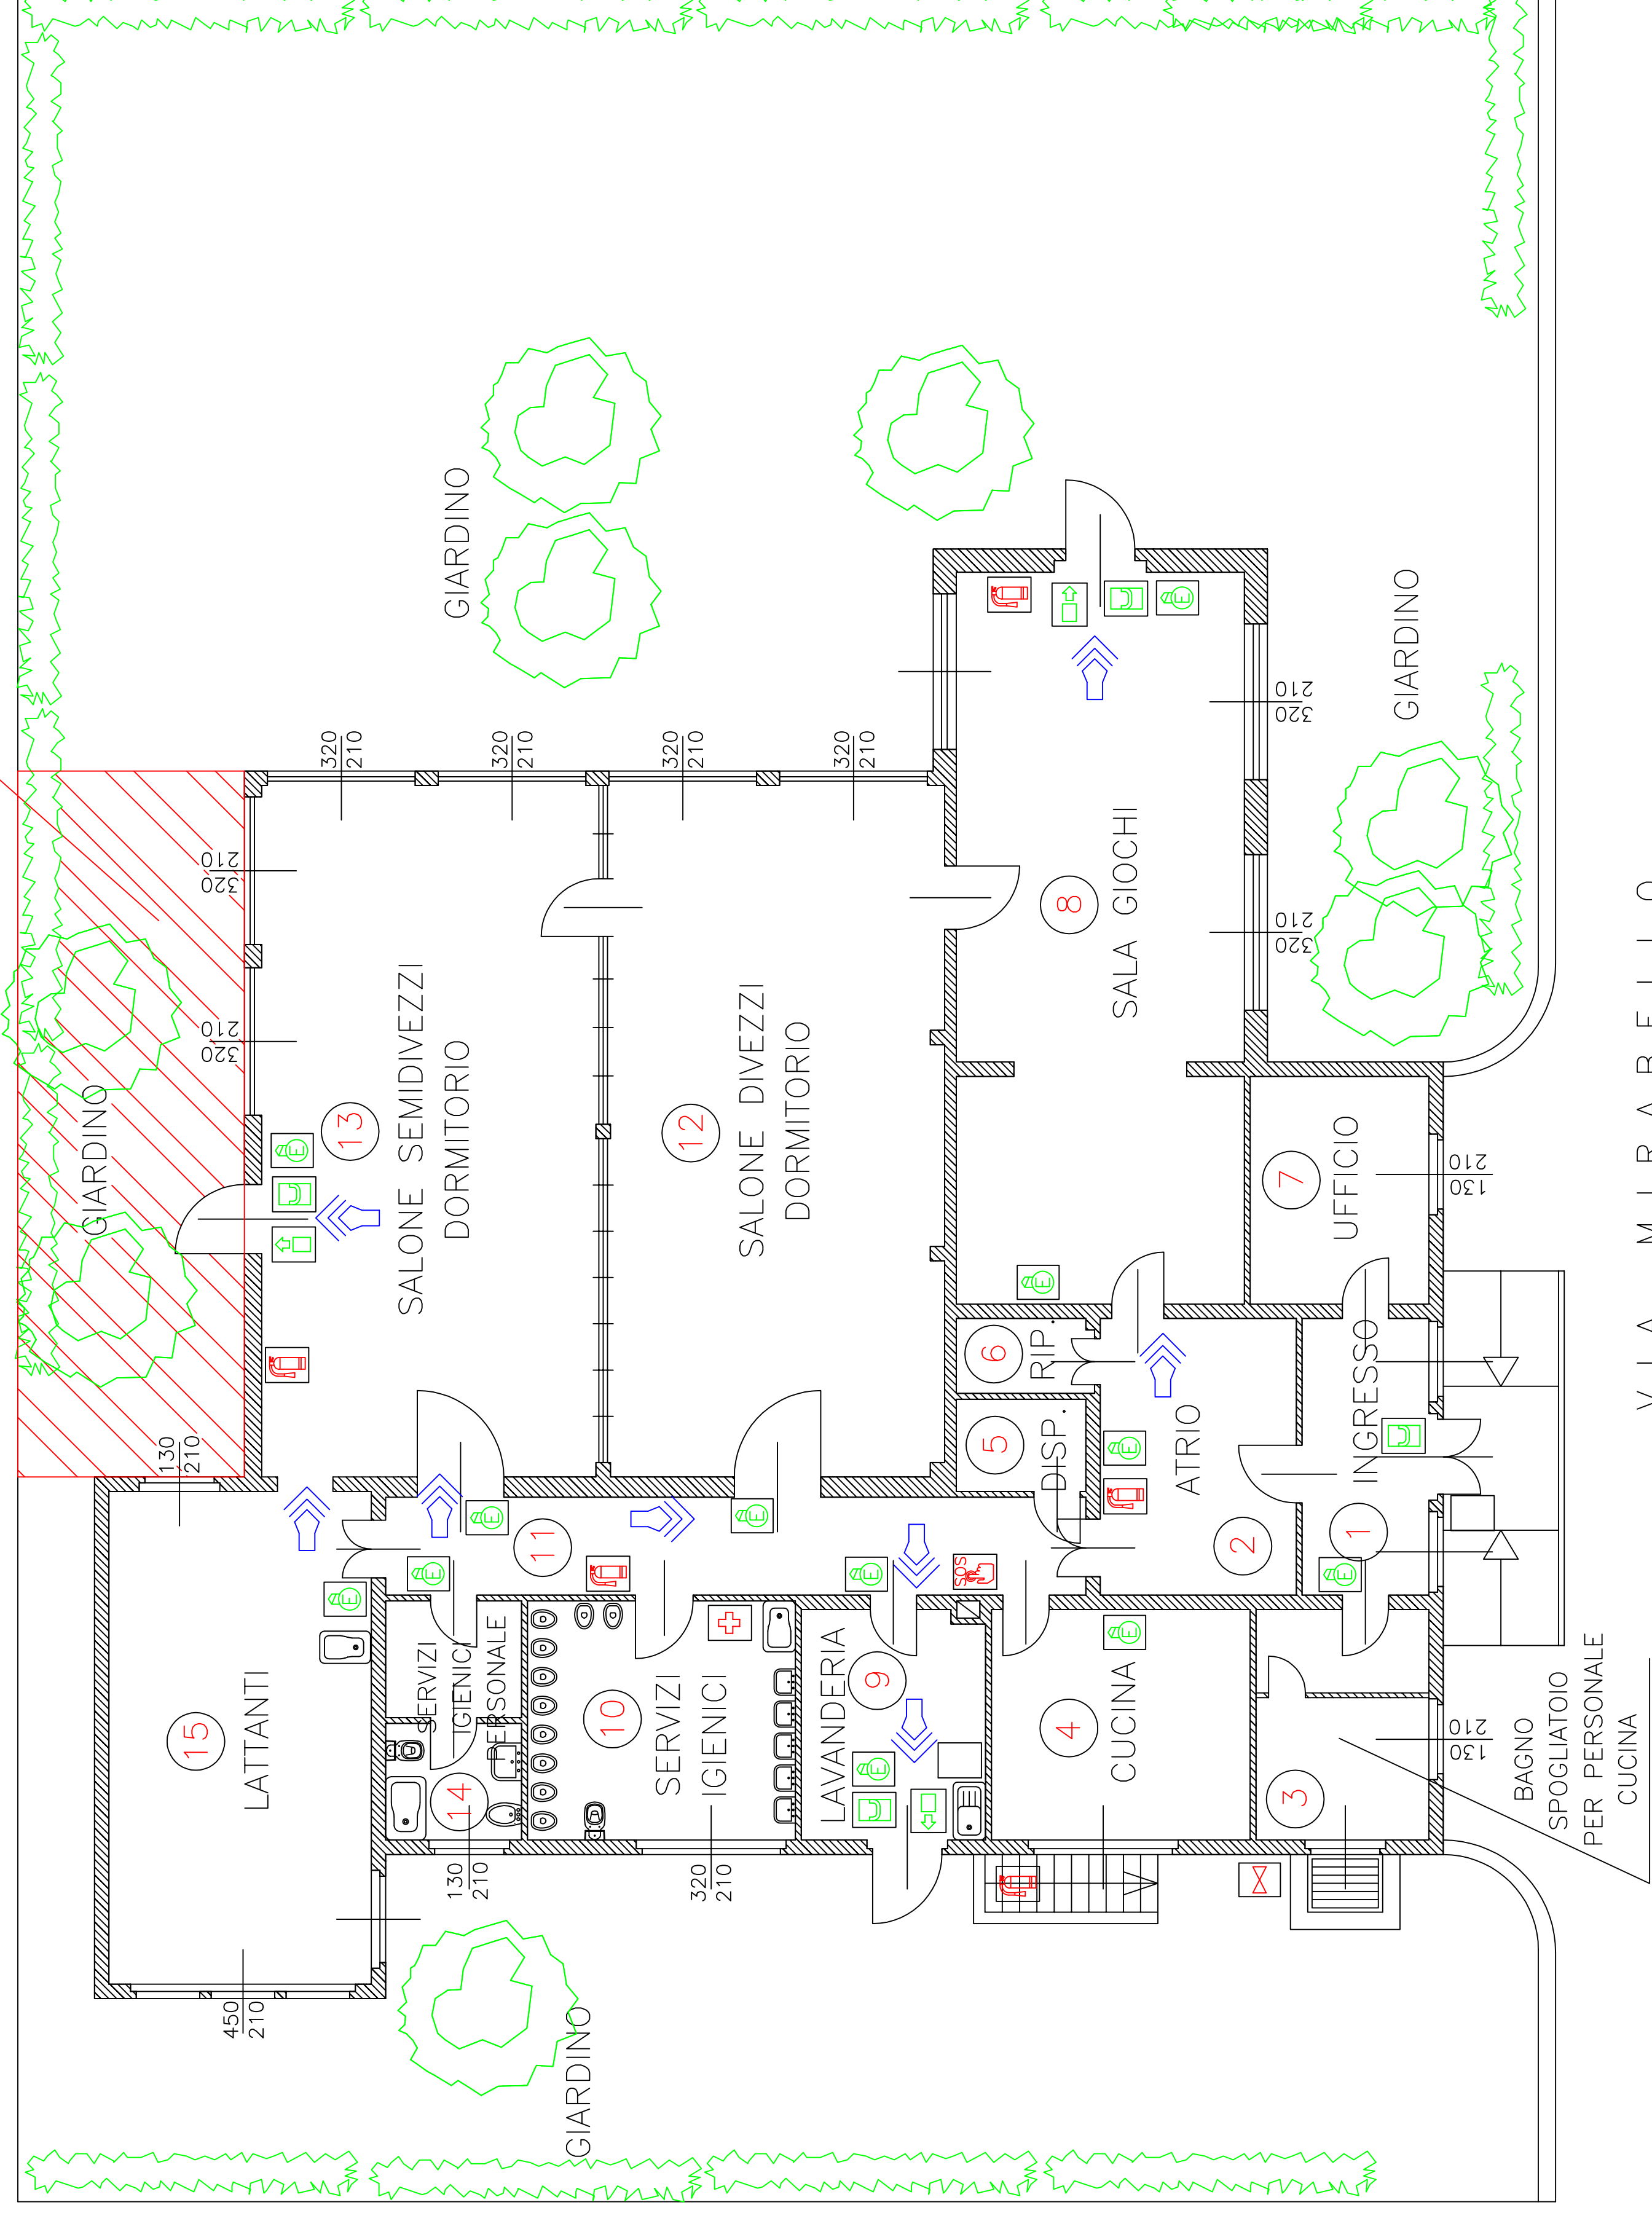 GIARDINO
GIARDINO
GIARDINO
GIARDINO
15
LATTANTI
13
SALONE SEMIDIVEZZI
DORMITORIO
12
SALONE DIVEZZI
DORMITORIO
14
SERVIZI
IGIENICI
PERSONALE
11
10
SERVIZI
IGIENICI
LAVANDERIA
9
4
CUCINA
3
BAGNO
SPOGLIATOIO
PER PERSONALE
CUCINA
5
DISP.
6
RIP.
ATRIO
2
INGRESSO
1
7
UFFICIO
8
SALA GIOCHI
SOS
E
E
E
E
E
E
E
E
E
E
E
E
450
210
130
210
130
210
320
210
320
210
320
210
320
210
320
210
320
210
320
210
320
210
320
210
130
210
130
210
VIA MIRABELLO